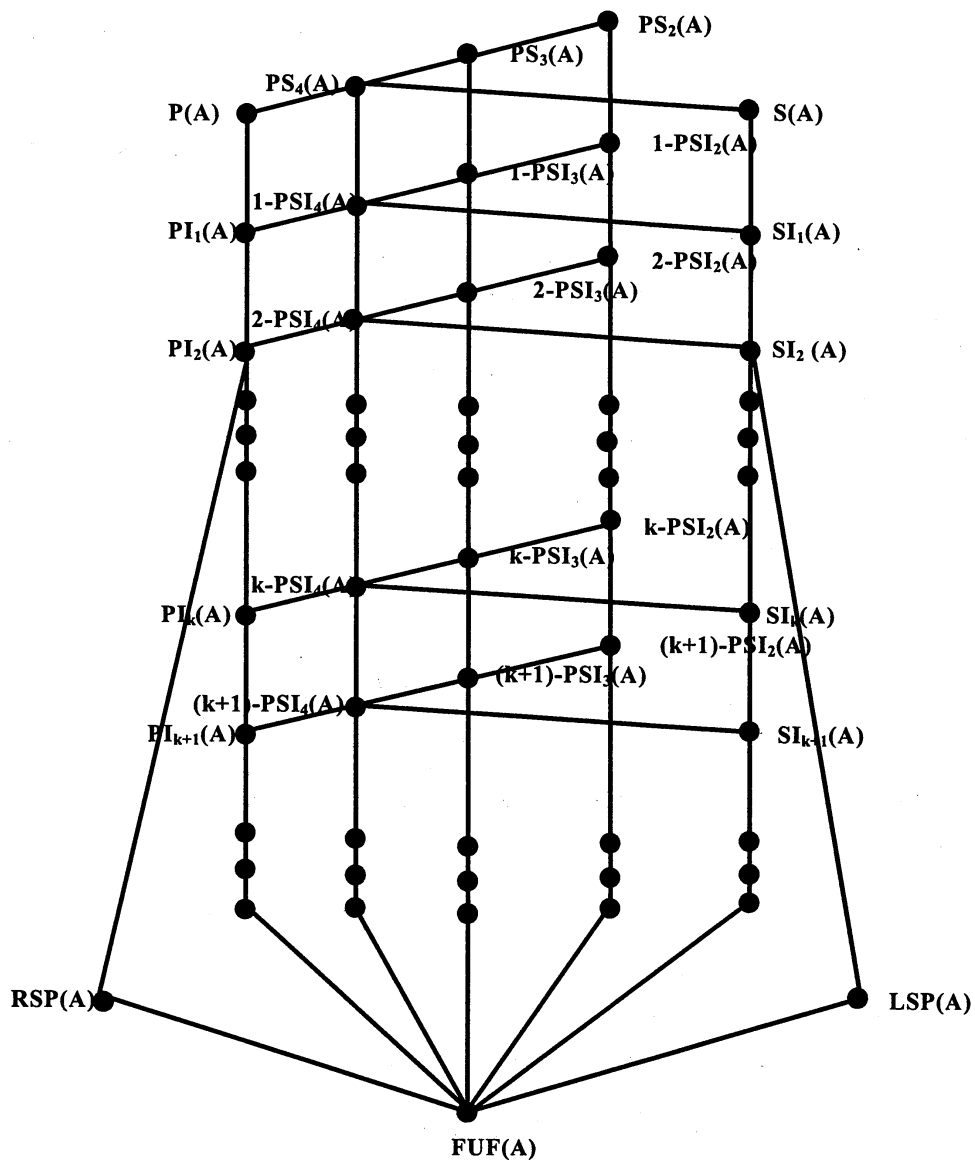 PS₂(A)
PS₃(A)
PS₄(A)
P(A)
S(A)
1-PSI₂(A)
1-PSI₃(A)
1-PSI₄(A)
PI₁(A)
SI₁(A)
2-PSI₂(A)
2-PSI₃(A)
2-PSI₄(A)
PI₂(A)
SI₂ (A)
k-PSI₂(A)
k-PSI₃(A)
k-PSI₄(A)
PIₖ(A)
SIₖ(A)
(k+1)-PSI₂(A)
(k+1)-PSI₃(A)
(k+1)-PSI₄(A)
PIₖ₊₁(A)
SIₖ₊₁(A)
RSP(A)
LSP(A)
FUF(A)